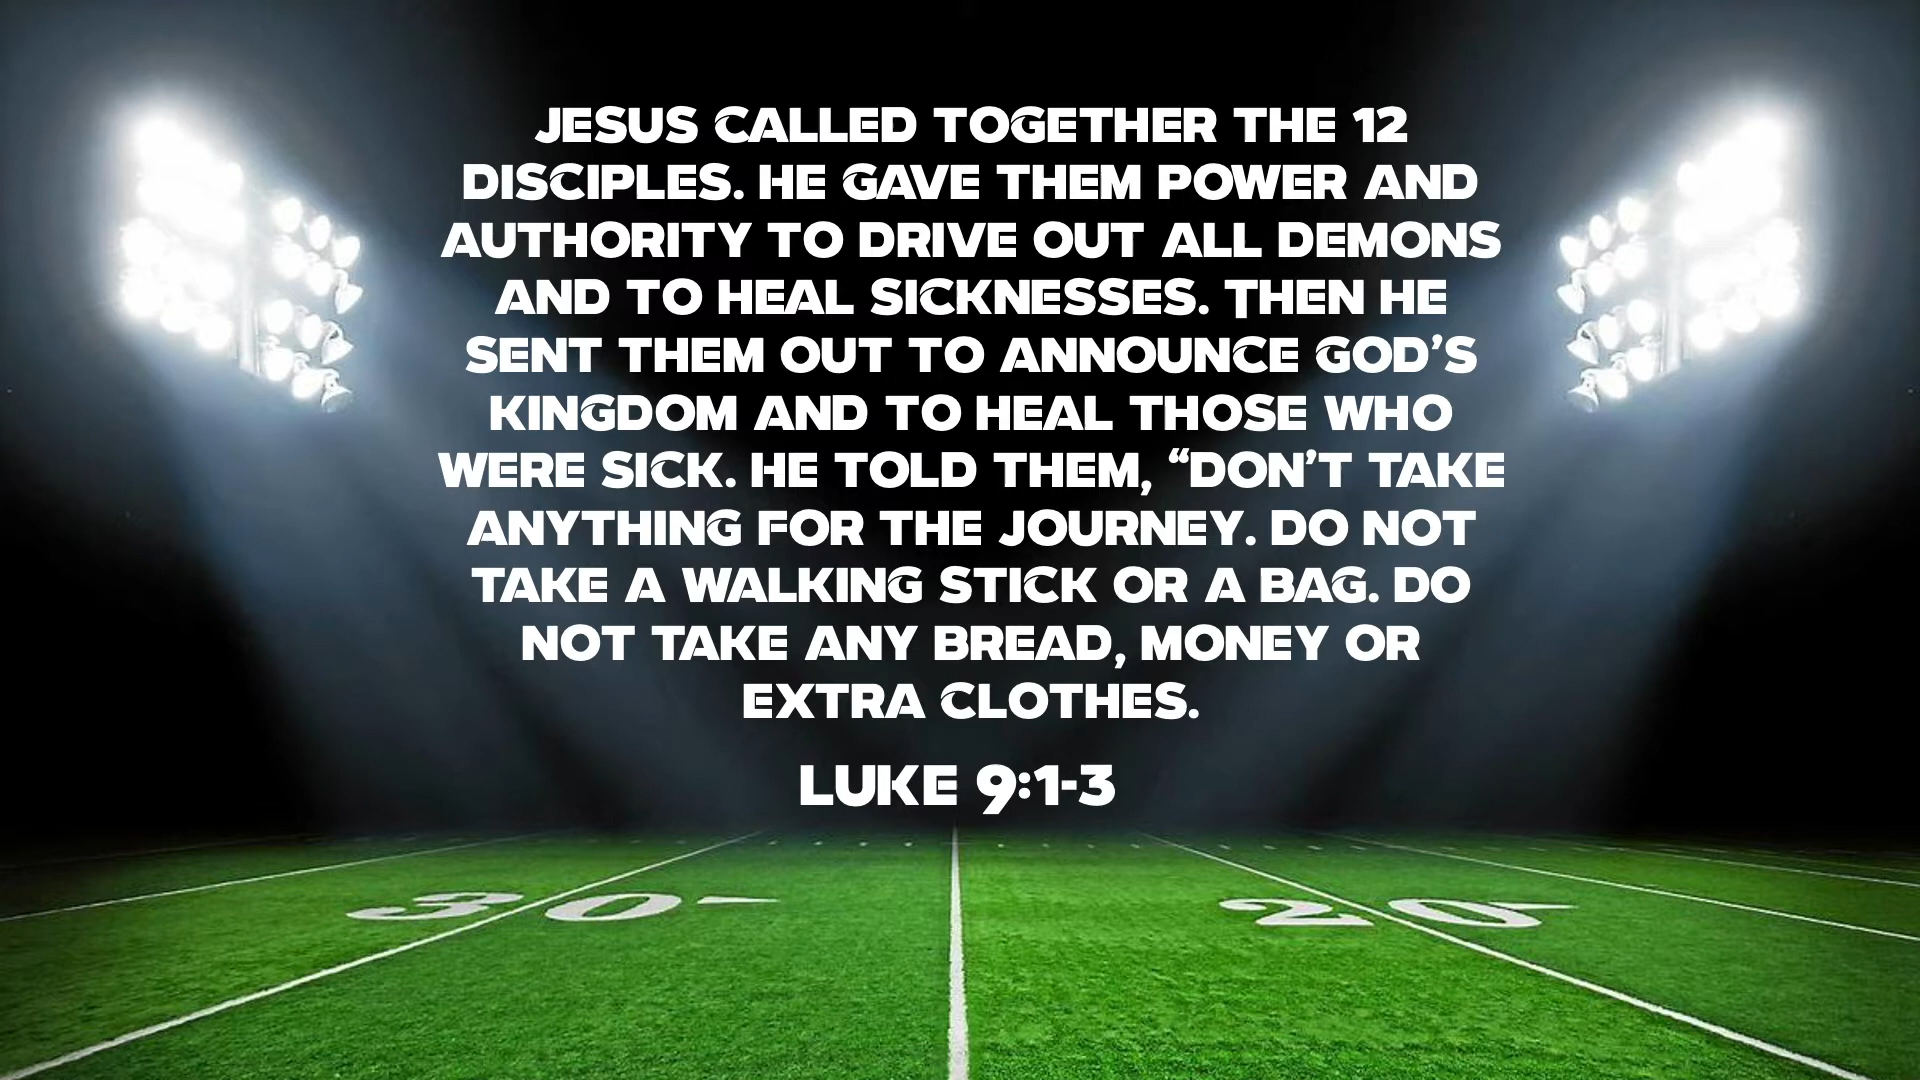 JESUS CALLED TOGETHER THE 12
DISCIPLES. HE GAVE THEM POWER AND
AUTHORITY TO DRIVE OUT ALL DEMONS
AND TO HEAL SICKNESSES. THEN HE
SENT THEM OUT TO ANNOUNCE GOD’S
KINGDOM AND TO HEAL THOSE WHO
WERE SICK. HE TOLD THEM, “DON’T TAKE
ANYTHING FOR THE JOURNEY. DO NOT
TAKE A WALKING STICK OR A BAG. DO
NOT TAKE ANY BREAD, MONEY OR
EXTRA CLOTHES.
LUKE 9:1-3
30 20